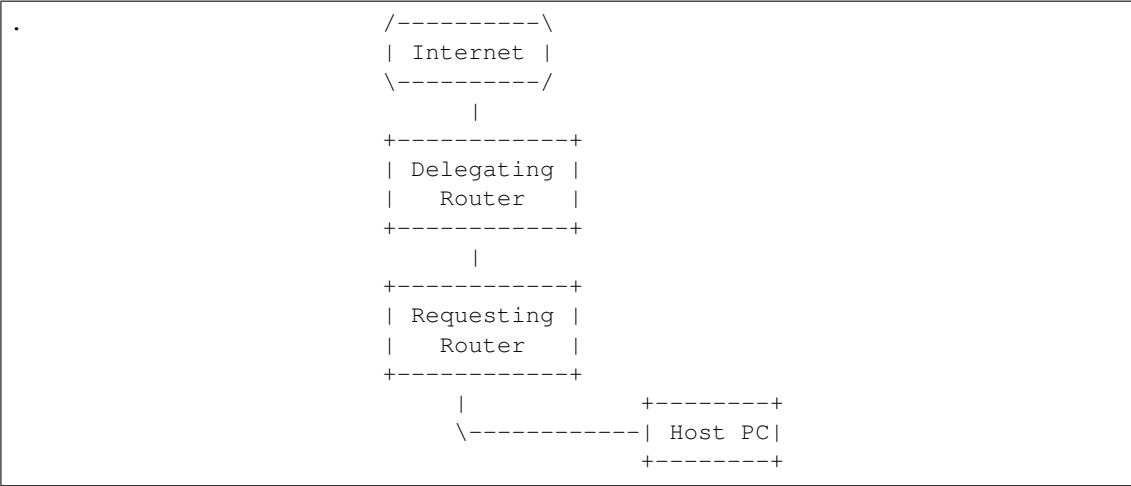 .                         /----------\
                          | Internet |
                          \----------/
                                |
                          +------------+
                          | Delegating |
                          |   Router   |
                          +------------+
                                |
                          +------------+
                          | Requesting |
                          |   Router   |
                          +------------+
                               |            +--------+
                               \------------| Host PC|
                                            +--------+